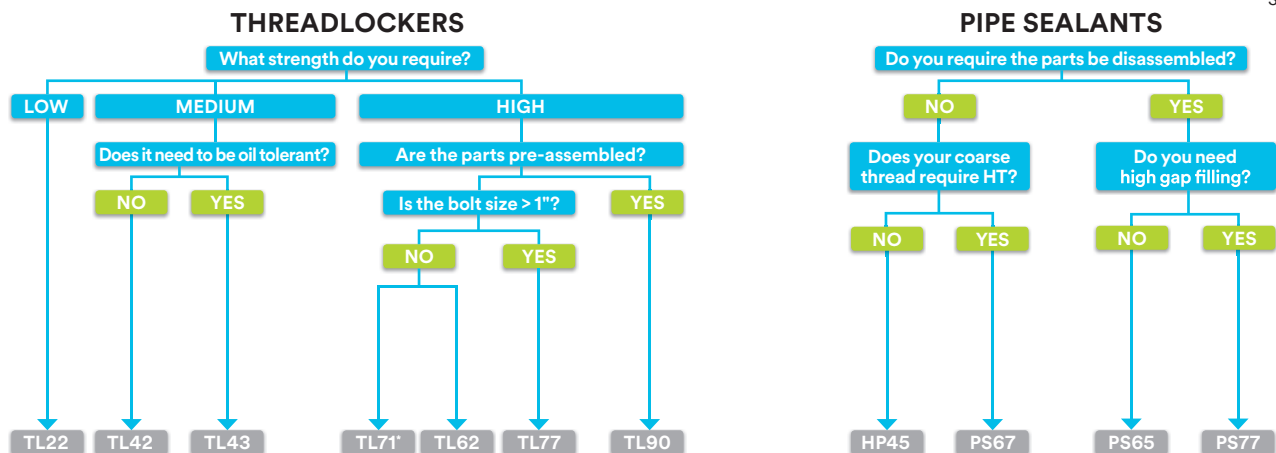 THREADLOCKERS
What strength do you require?
LOW
MEDIUM
HIGH
Does it need to be oil tolerant?
Are the parts pre-assembled?
NO
YES
Is the bolt size > 1"?
YES
NO
YES
TL22
TL42
TL43
TL71*
TL62
TL77
TL90
PIPE SEALANTS
Do you require the parts be disassembled?
NO
YES
Does your coarse
thread require HT?
Do you need
high gap filling?
NO
YES
NO
YES
HP45
PS67
PS65
PS77